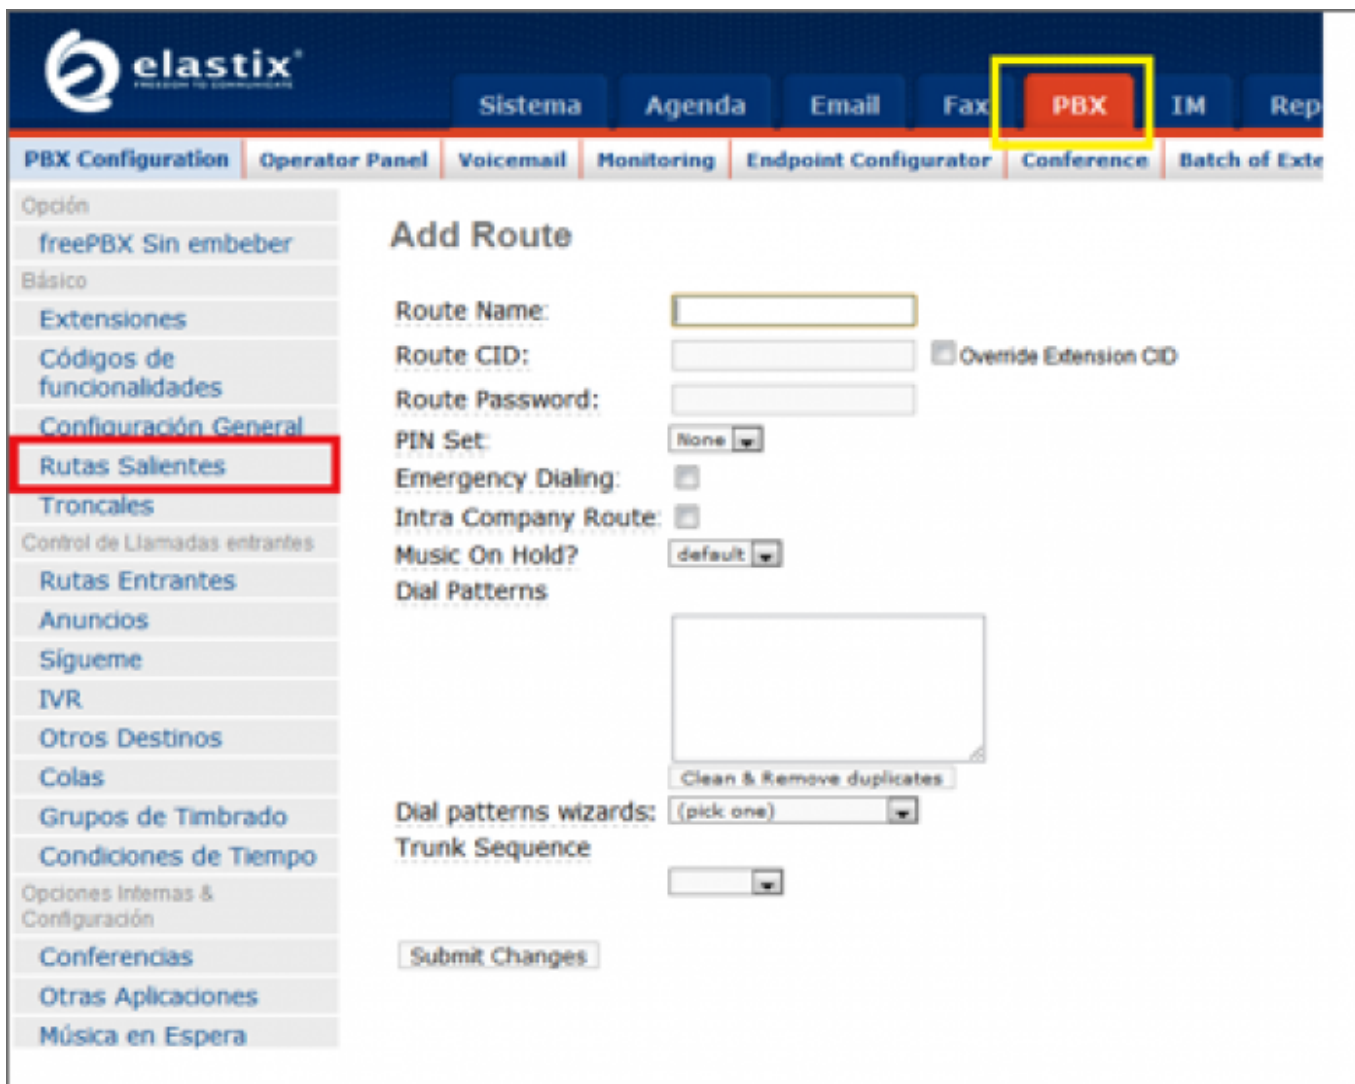 elastix
FREEDOM TO COMMUNICATE
Sistema Agenda Email Fax PBX IM Rep
PBX Configuration Operator Panel Voicemail Monitoring Endpoint Configurator Conference Batch of Exte
Opción
freePBX Sin embeber
Básico
Extensiones
Códigos de
funcionalidades
Configuración General
Rutas Salientes
Troncales
Control de Llamadas entrantes
Rutas Entrantes
Anuncios
Sígueme
IVR
Otros Destinos
Colas
Grupos de Timbrado
Condiciones de Tiempo
Opciones Internas &
Configuración
Conferencias
Otras Aplicaciones
Música en Espera
Add Route
Route Name:
Route CID: Override Extension CID
Route Password:
PIN Set: None
Emergency Dialing:
Intra Company Route:
Music On Hold? default
Dial Patterns
Clean & Remove duplicates
Dial patterns wizards: (pick one)
Trunk Sequence
Submit Changes